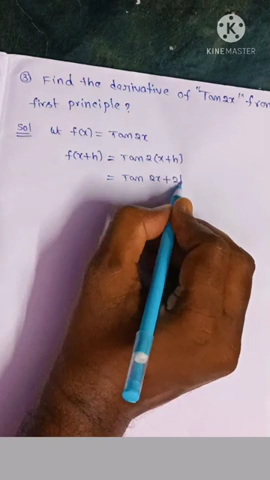 KINEMASTER
③ Find the derivative of "Tan2x" from
first principle?
Sol let f(x) = Tan2x
f(x+h) = Tan2(x+h)
= Tan 2x+2